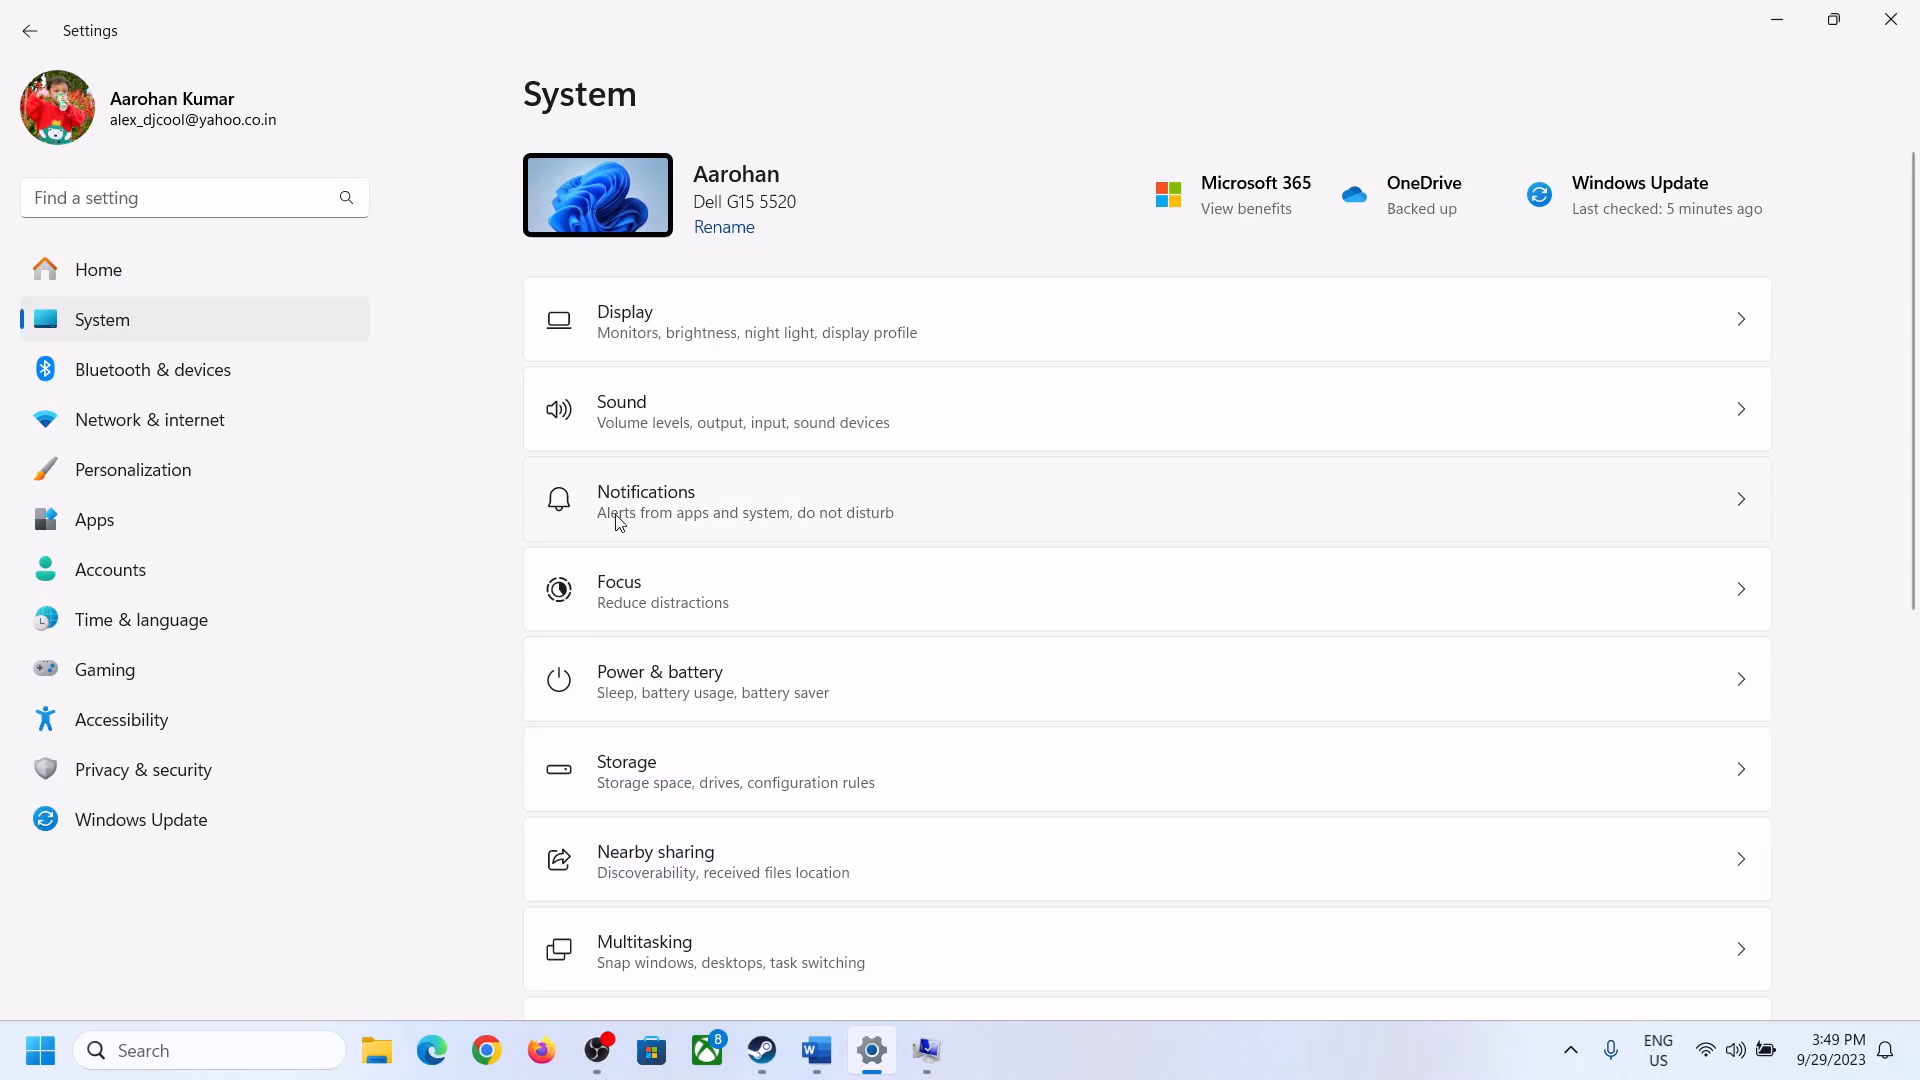 Settings
Aarohan Kumar
alex_djcool@yahoo.co.in
Find a setting
Home
System
Bluetooth & devices
Network & internet
Personalization
Apps
Accounts
Time & language
Gaming
Accessibility
Privacy & security
Windows Update
System
Aarohan
Dell G15 5520
Rename
Microsoft 365
View benefits
OneDrive
Backed up
Windows Update
Last checked: 5 minutes ago
Display
Monitors, brightness, night light, display profile
Sound
Volume levels, output, input, sound devices
Notifications
Alerts from apps and system, do not disturb
Focus
Reduce distractions
Power & battery
Sleep, battery usage, battery saver
Storage
Storage space, drives, configuration rules
Nearby sharing
Discoverability, received files location
Multitasking
Snap windows, desktops, task switching
Search
8
W
ENG
US
3:49 PM
9/29/2023